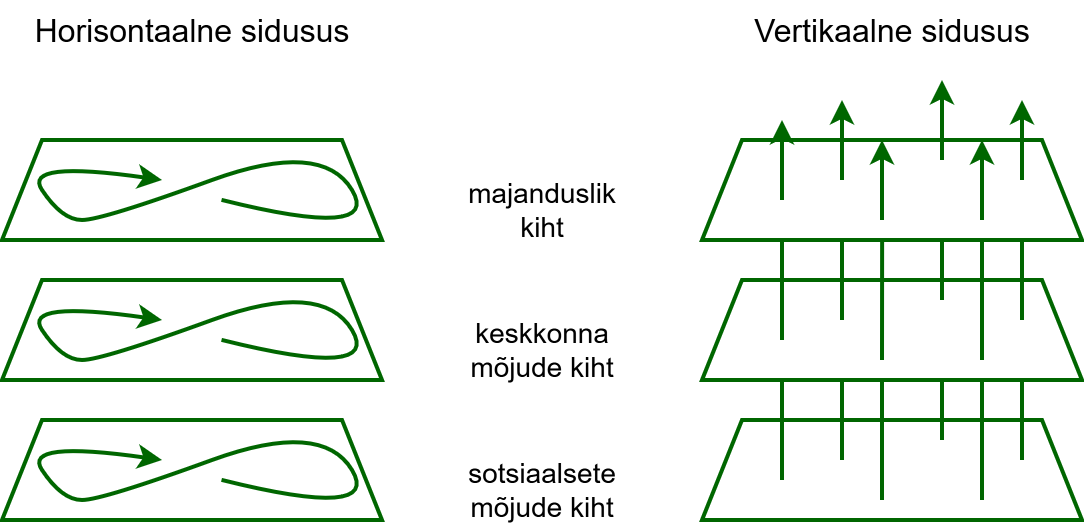 Horisontaalne sidusus
Vertikaalne sidusus
majanduslik
kiht
keskkonna
mõjude kiht
sotsiaalsete
mõjude kiht